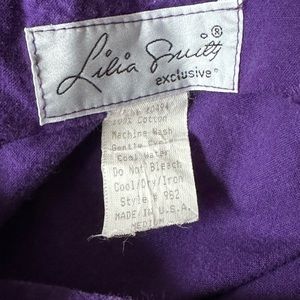 Lilia Smith®
exclusive®
100% Cotton
Machine Wash
Gentle Cycle
Cool Water
Do Not Bleach
Cool/Dry/Iron
Style # 962
MADE IN U.S.A.
MEDIUM